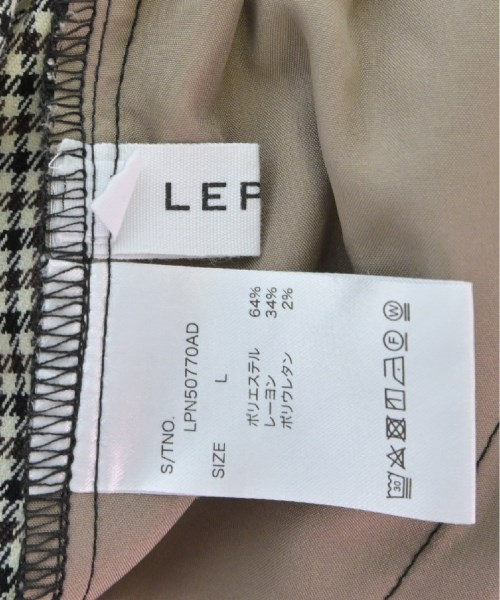 LEP
S/TNO.
LPN50770AD
SIZE L
ポリエステル 64%
レーヨン 34%
ポリウレタン 2%
30
W
F